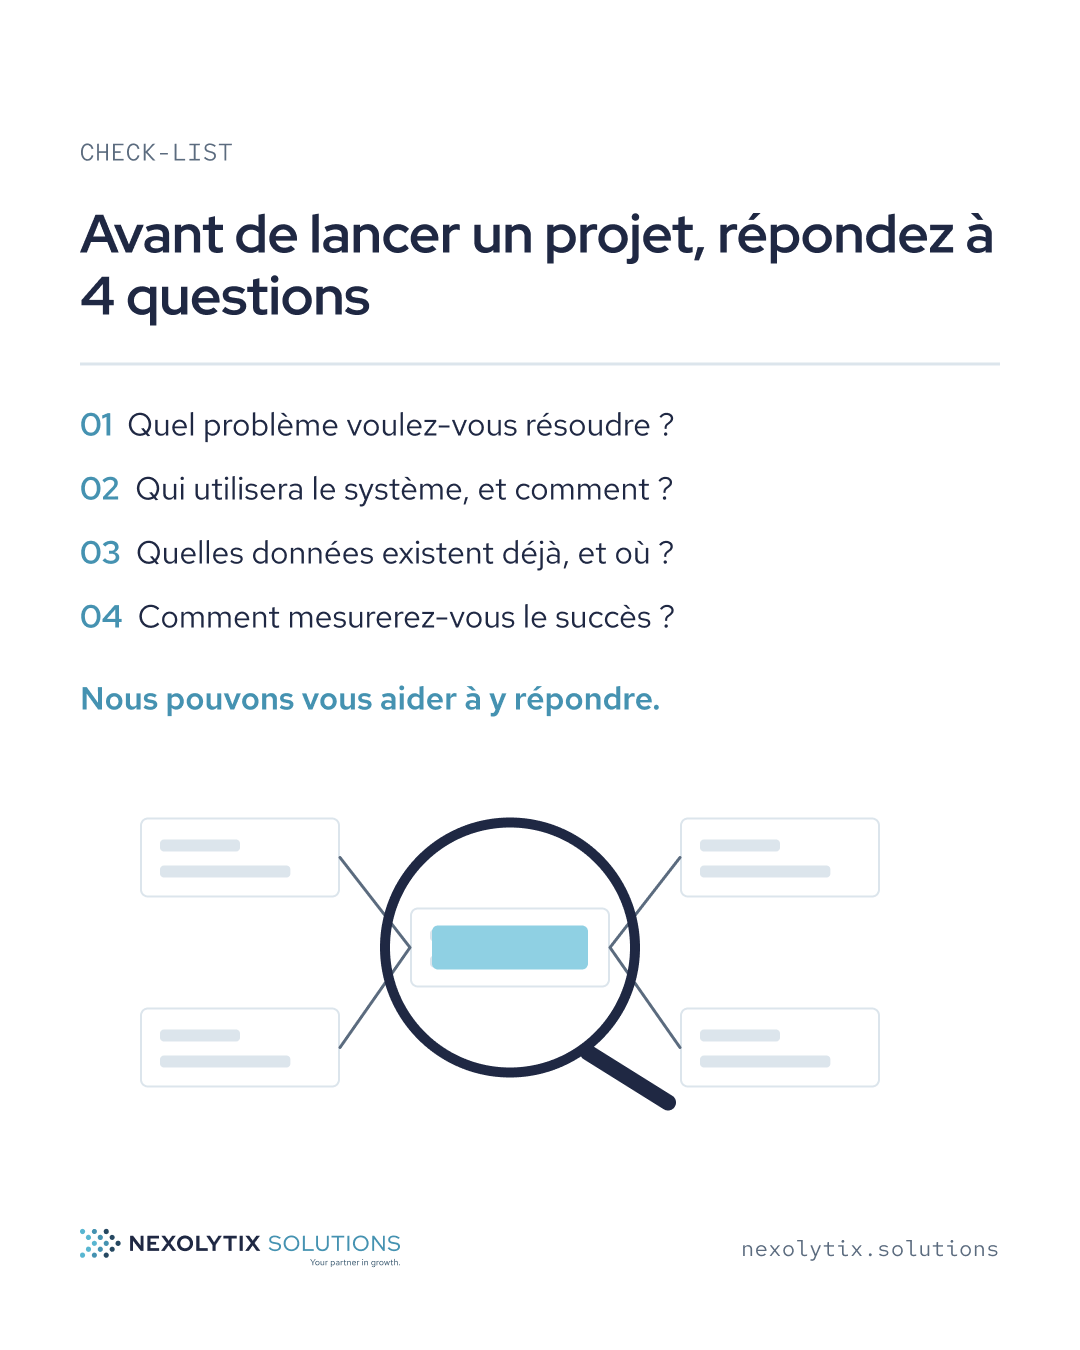 CHECK-LIST
Avant de lancer un projet, répondez à
4 questions
01 Quel problème voulez-vous résoudre ?
02 Qui utilisera le système, et comment ?
03 Quelles données existent déjà, et où ?
04 Comment mesurerez-vous le succès ?
Nous pouvons vous aider à y répondre.
NEXOLYTIX SOLUTIONS
Your partner in growth.
nexolytix.solutions